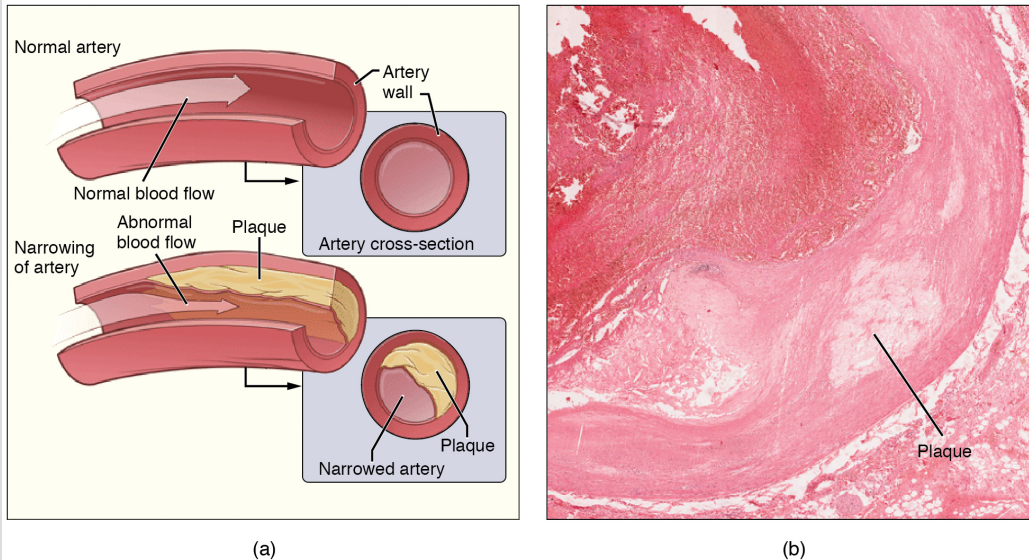 Normal artery
Artery
wall
Normal blood flow
Artery cross-section
Abnormal
blood flow
Plaque
Narrowing
of artery
Plaque
Narrowed artery
Plaque
(a)
(b)